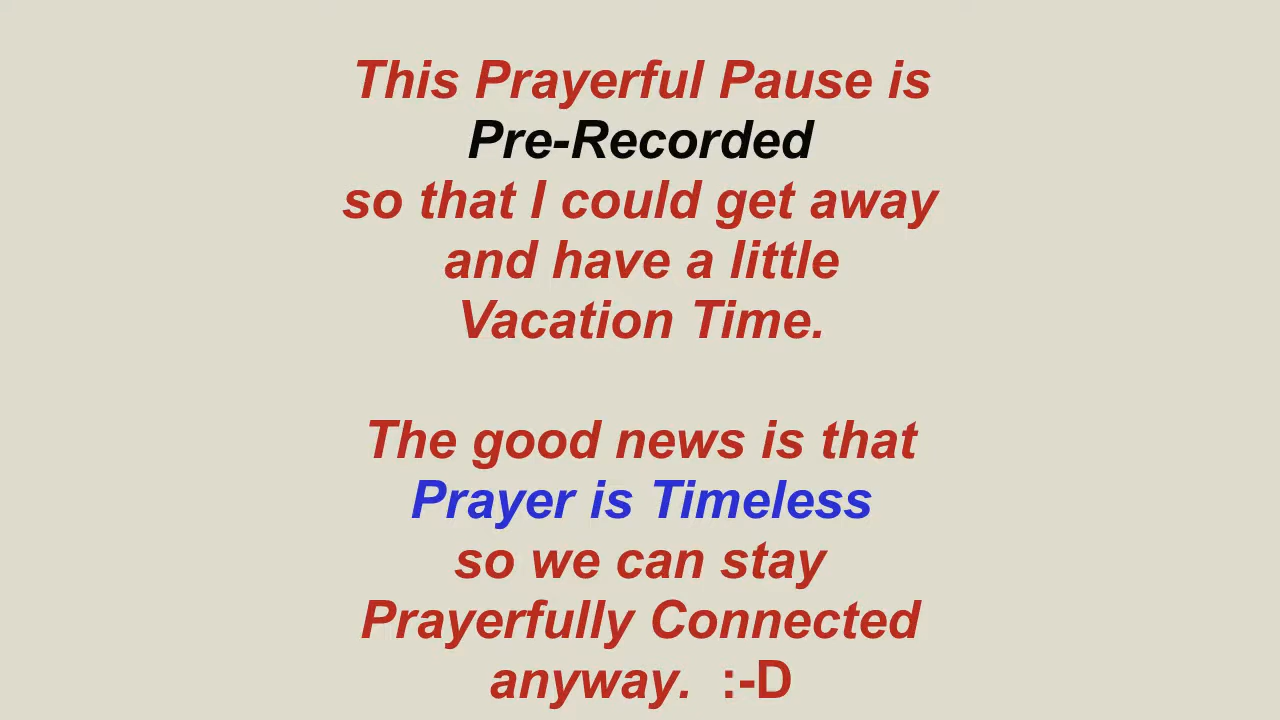 This Prayerful Pause is
Pre-Recorded
so that I could get away
and have a little
Vacation Time.
The good news is that
Prayer is Timeless
so we can stay
Prayerfully Connected
anyway.  :-D